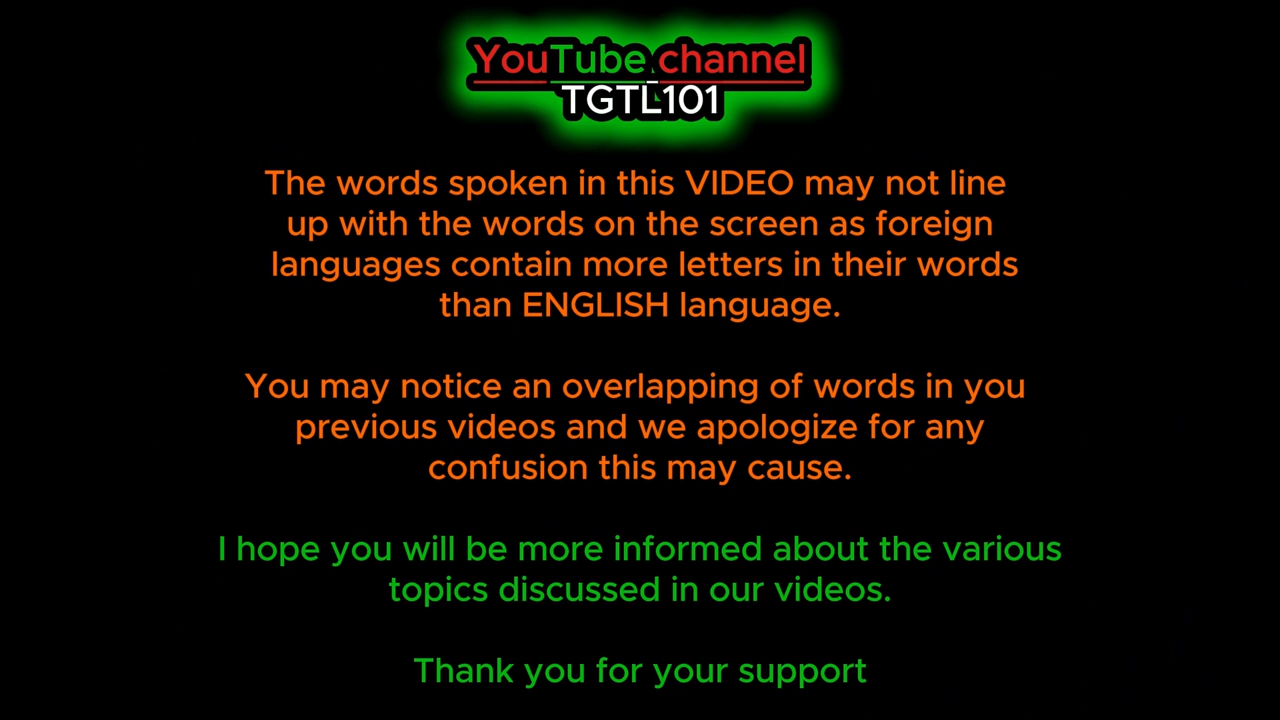 YouTube channel
TGTL101
The words spoken in this VIDEO may not line
up with the words on the screen as foreign
languages contain more letters in their words
than ENGLISH language.
You may notice an overlapping of words in you
previous videos and we apologize for any
confusion this may cause.
I hope you will be more informed about the various
topics discussed in our videos.
Thank you for your support